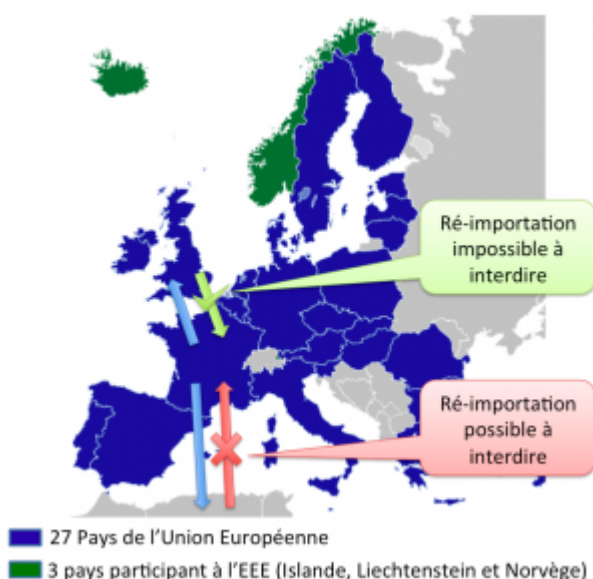 Ré-importation
impossible à
interdire
Ré-importation
possible à
interdire
27 Pays de l'Union Européenne
3 pays participant à l'EEE (Islande, Liechtenstein et Norvège)